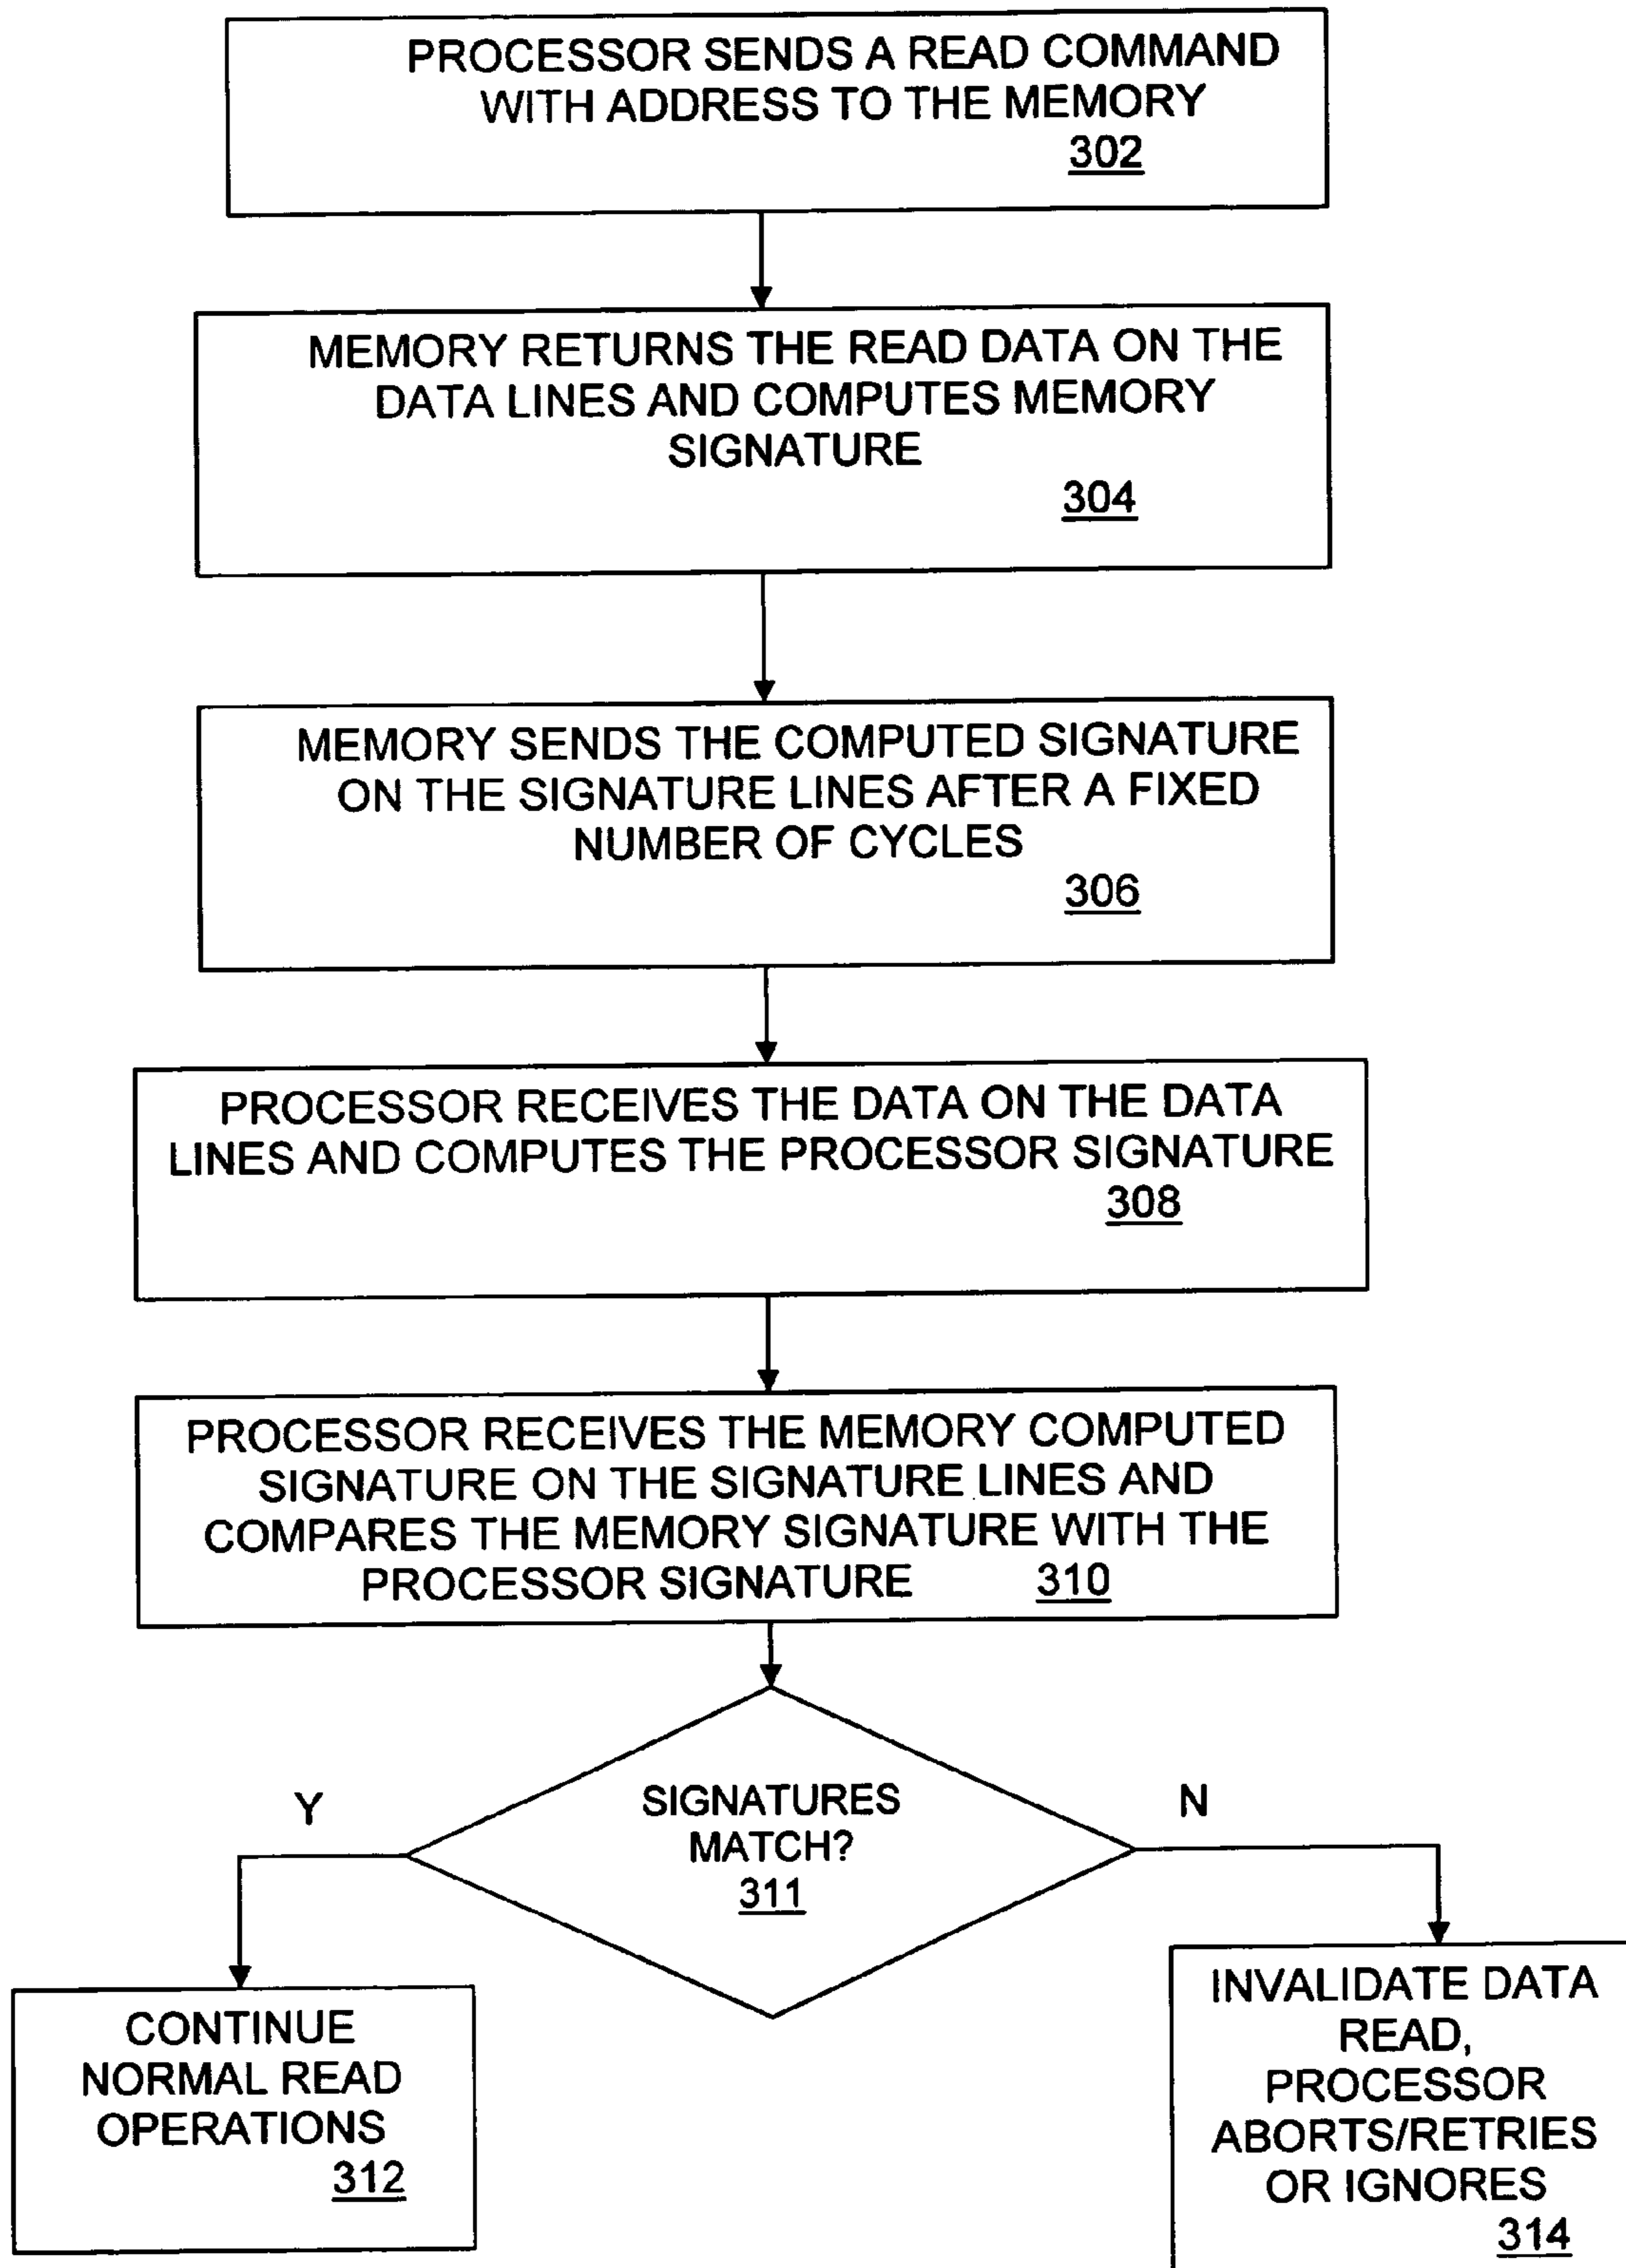 PROCESSOR SENDS A READ COMMAND
WITH ADDRESS TO THE MEMORY
302
MEMORY RETURNS THE READ DATA ON THE
DATA LINES AND COMPUTES MEMORY
SIGNATURE
304
MEMORY SENDS THE COMPUTED SIGNATURE
ON THE SIGNATURE LINES AFTER A FIXED
NUMBER OF CYCLES
306
PROCESSOR RECEIVES THE DATA ON THE DATA
LINES AND COMPUTES THE PROCESSOR SIGNATURE
308
PROCESSOR RECEIVES THE MEMORY COMPUTED
SIGNATURE ON THE SIGNATURE LINES AND
COMPARES THE MEMORY SIGNATURE WITH THE
PROCESSOR SIGNATURE 310
SIGNATURES
MATCH?
311
Y
N
CONTINUE
NORMAL READ
OPERATIONS
312
INVALIDATE DATA
READ,
PROCESSOR
ABORTS/RETRIES
OR IGNORES
314